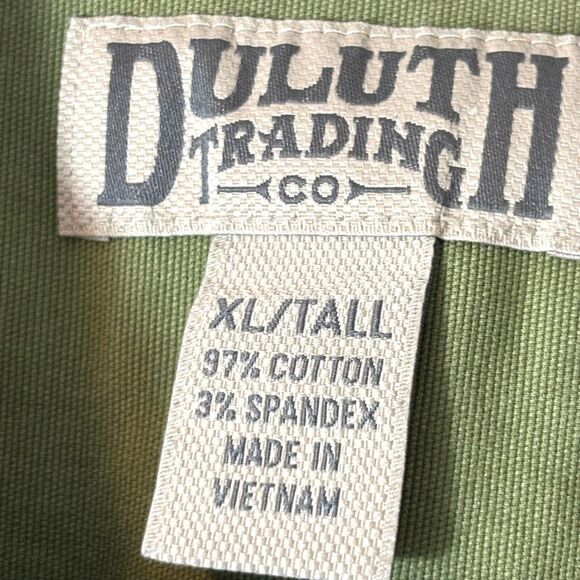 DULUTH
TRADING
CO
XL/TALL
97% COTTON
3% SPANDEX
MADE IN
VIETNAM